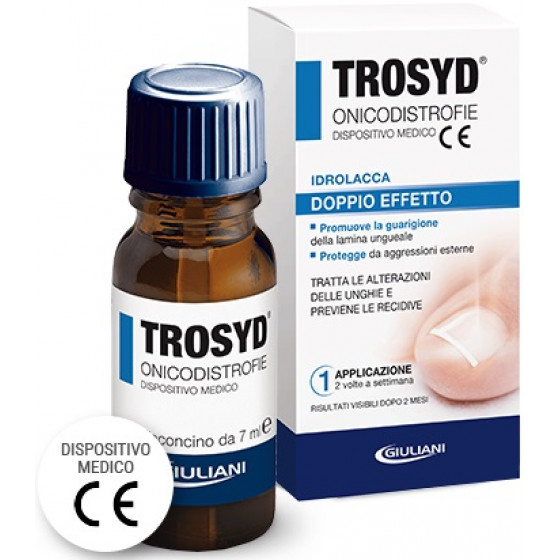 TROSYD®
ONICODISTROFIE
DISPOSITIVO MEDICO CE
IDROLACCA
DOPPIO EFFETTO
Promuove la guarigione
della lamina ungueale
Protegge da aggressioni esterne
TRATTA LE ALTERAZIONI
DELLE UNGHIE E
PREVIENE LE RECIDIVE
1 APPLICAZIONE
2 volte a settimana
RISULTATI VISIBILI DOPO 2 MESI
GIULIANI
TROSYD®
ONICODISTROFIE
DISPOSITIVO MEDICO
da 7 ml e
GIULIANI
DISPOSITIVO
MEDICO
CE